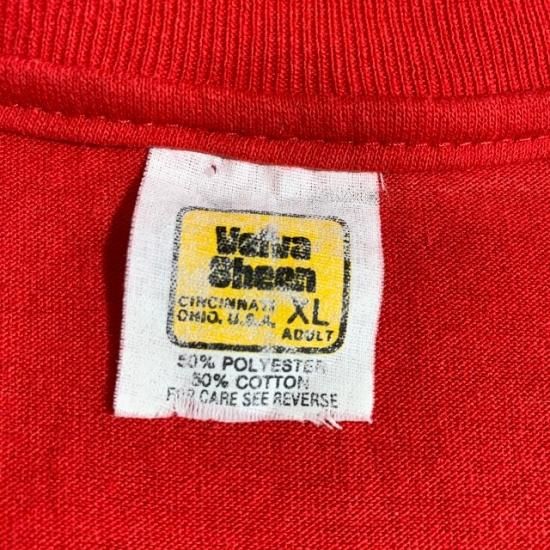 Velva
Sheen
CINCINNATI
OHIO, U.S.A.
XL
ADULT
50% POLYESTER
50% COTTON
FOR CARE SEE REVERSE